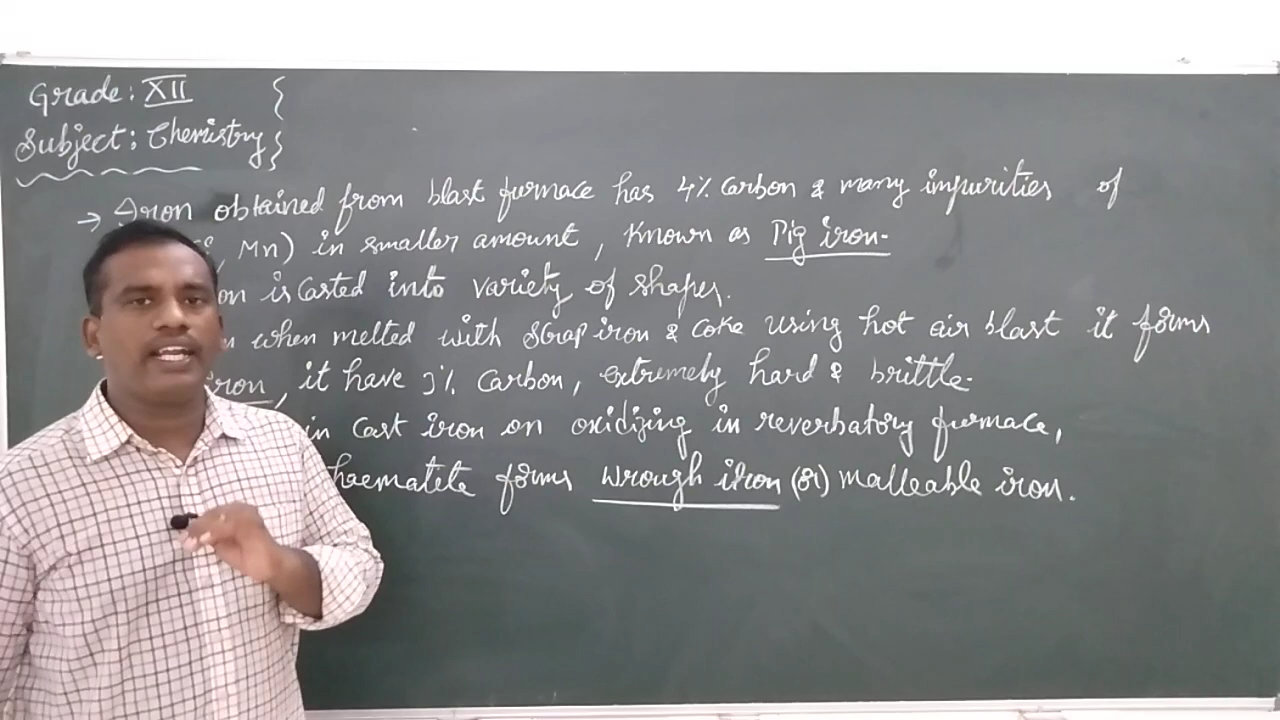 Grade: XII
Subject: Chemistry
→ Iron obtained from blast furnace has 4% Carbon & many impurities of
, Mn) in smaller amount, Known as Pig iron.
on is Casted into variety of shapes.
n when melted with Scrap iron & Coke using hot air blast it forms
iron, it have 3% Carbon, extremely hard & brittle.
in Cast iron on oxidizing in reverbatory furnace,
haematite forms Wrough iron (or) malleable iron.